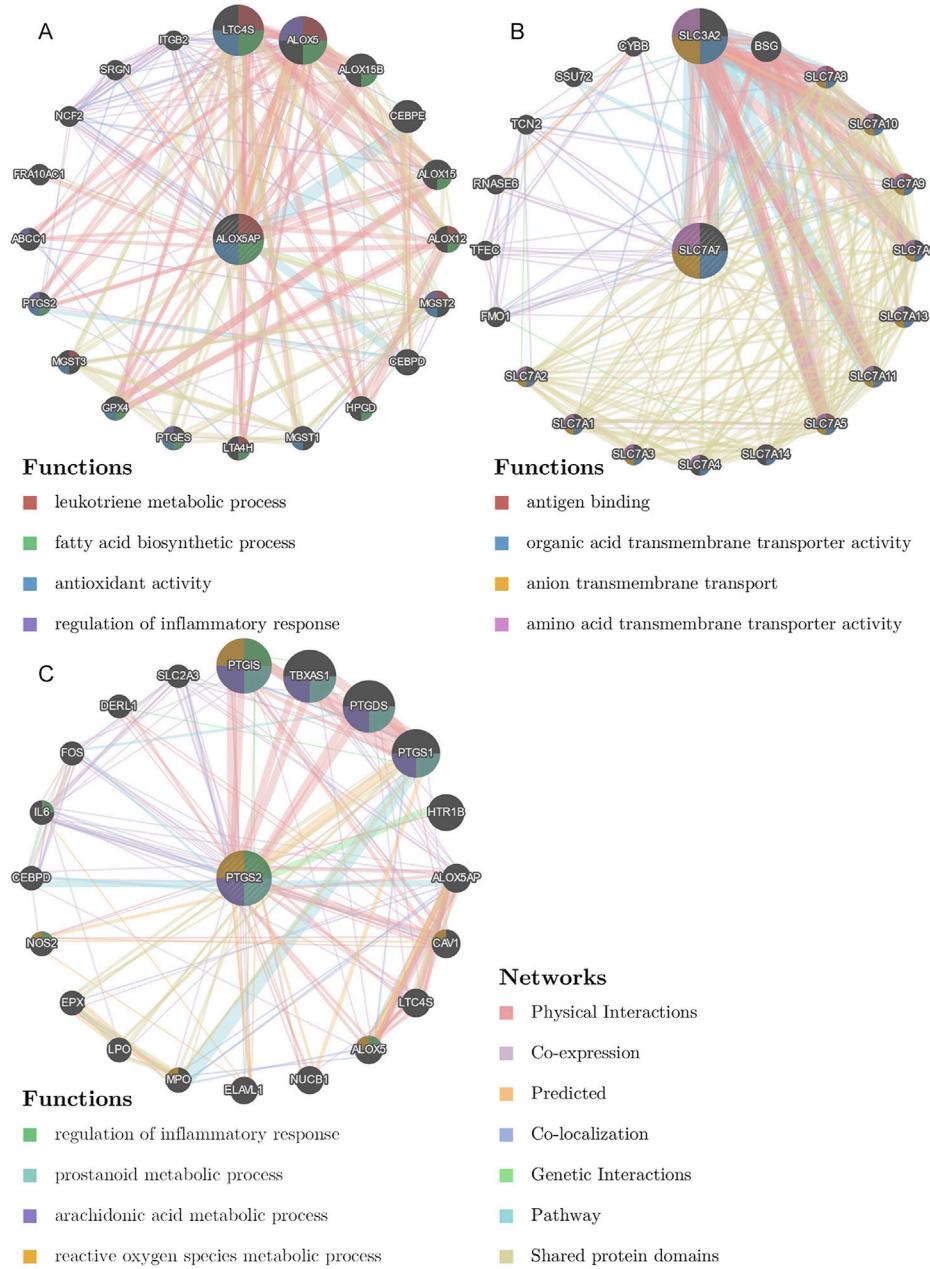 A
LTC4S
ALOX5
ALOX15B
CEBPE
ALOX15
ALOX12
MGST2
CEBPD
HPGD
MGST1
LTA4H
PTGES
GPX4
MGST3
PTGS2
ABCC1
FRA10AC1
NCF2
SRGN
ITGB2
ALOX5AP
Functions
leukotriene metabolic process
fatty acid biosynthetic process
antioxidant activity
regulation of inflammatory response
B
SLC3A2
BSG
SLC7A8
SLC7A10
SLC7A9
SLC7A13
SLC7A11
SLC7A5
SLC7A14
SLC7A4
SLC7A3
SLC7A1
SLC7A2
FMO1
TFEC
RNASE6
TCN2
SSU72
CYBB
SLC7A7
Functions
antigen binding
organic acid transmembrane transporter activity
anion transmembrane transport
amino acid transmembrane transporter activity
C
PTGIS
TBXAS1
PTGDS
PTGS1
HTR1B
ALOX5AP
CAV1
LTC4S
ALOX5
NUCB1
ELAVL1
MPO
LPO
EPX
NOS2
CEBPD
IL6
FOS
DERL1
SLC2A3
PTGS2
Functions
regulation of inflammatory response
prostanoid metabolic process
arachidonic acid metabolic process
reactive oxygen species metabolic process
Networks
Physical Interactions
Co-expression
Predicted
Co-localization
Genetic Interactions
Pathway
Shared protein domains